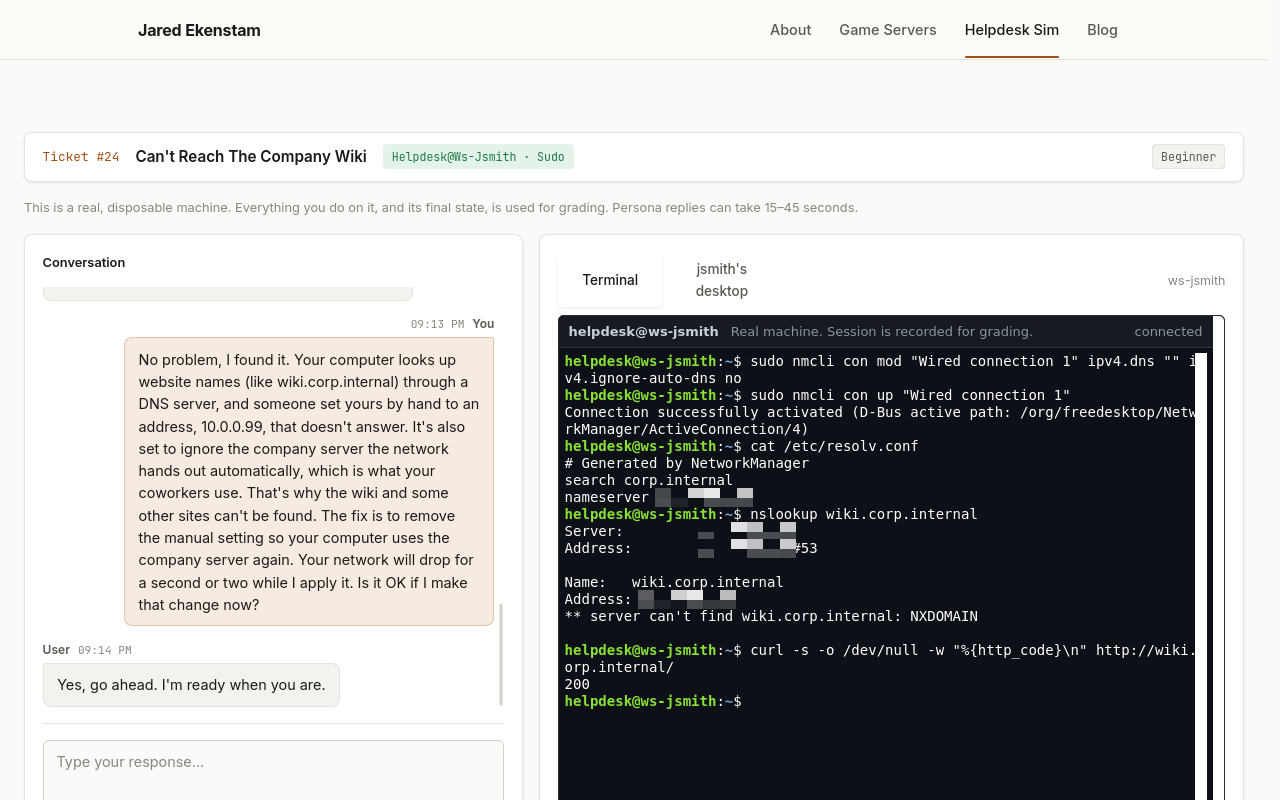 Jared Ekenstam
About
Game Servers
Helpdesk Sim
Blog
Ticket #24
Can't Reach The Company Wiki
Helpdesk@Ws-Jsmith · Sudo
Beginner
This is a real, disposable machine. Everything you do on it, and its final state, is used for grading. Persona replies can take 15–45 seconds.
Conversation
09:13 PM You
No problem, I found it. Your computer looks up
website names (like wiki.corp.internal) through a
DNS server, and someone set yours by hand to an
address, 10.0.0.99, that doesn't answer. It's also
set to ignore the company server the network
hands out automatically, which is what your
coworkers use. That's why the wiki and some
other sites can't be found. The fix is to remove
the manual setting so your computer uses the
company server again. Your network will drop for
a second or two while I apply it. Is it OK if I make
that change now?
User 09:14 PM
Yes, go ahead. I'm ready when you are.
Type your response...
Terminal
jsmith's
desktop
ws-jsmith
helpdesk@ws-jsmith Real machine. Session is recorded for grading.
connected
helpdesk@ws-jsmith:~$ sudo nmcli con mod "Wired connection 1" ipv4.dns "" i
v4.ignore-auto-dns no
helpdesk@ws-jsmith:~$ sudo nmcli con up "Wired connection 1"
Connection successfully activated (D-Bus active path: /org/freedesktop/Netw
rkManager/ActiveConnection/4)
helpdesk@ws-jsmith:~$ cat /etc/resolv.conf
# Generated by NetworkManager
search corp.internal
nameserver
helpdesk@ws-jsmith:~$ nslookup wiki.corp.internal
Server:
Address: #53
Name: wiki.corp.internal
Address:
** server can't find wiki.corp.internal: NXDOMAIN
helpdesk@ws-jsmith:~$ curl -s -o /dev/null -w "%{http_code}\n" http://wiki.
orp.internal/
200
helpdesk@ws-jsmith:~$